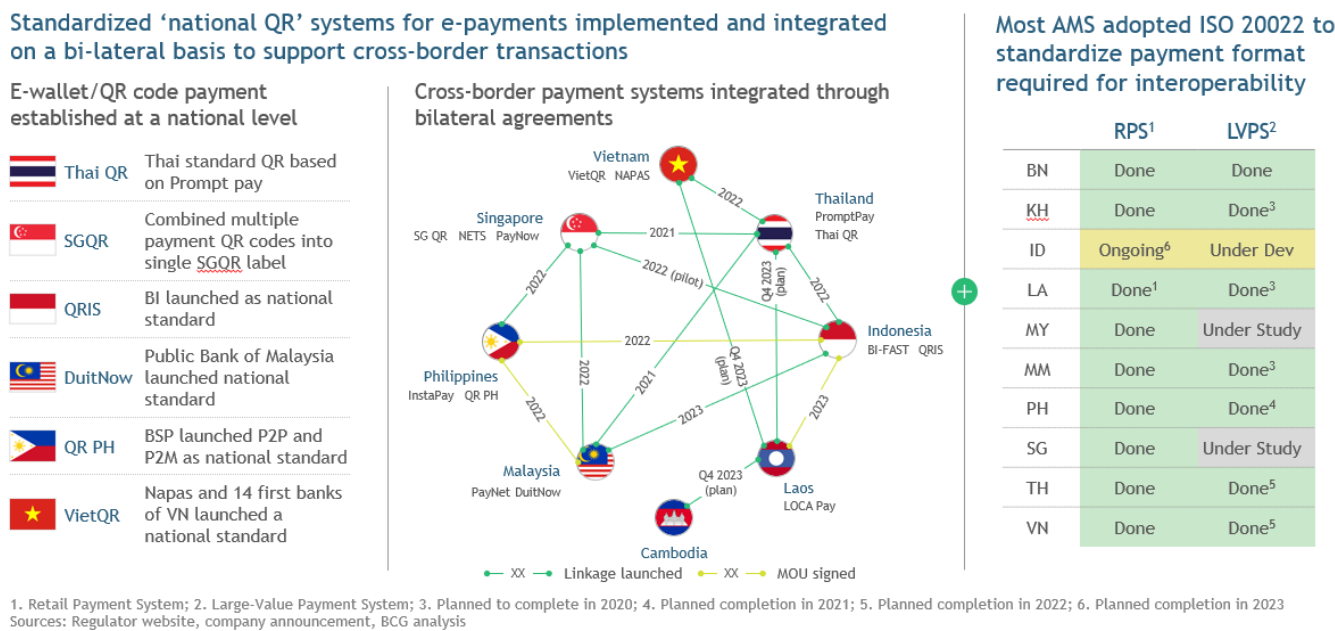 Standardized ‘national QR’ systems for e-payments implemented and integrated
on a bi-lateral basis to support cross-border transactions
E-wallet/QR code payment
established at a national level
Thai QR
Thai standard QR based
on Prompt pay
SGQR
Combined multiple
payment QR codes into
single SGQR label
QRIS
BI launched as national
standard
DuitNow
Public Bank of Malaysia
launched national
standard
QR PH
BSP launched P2P and
P2M as national standard
VietQR
Napas and 14 first banks
of VN launched a
national standard
Cross-border payment systems integrated through
bilateral agreements
Vietnam
VietQR NAPAS
2022
Thailand
PromptPay
Thai QR
Singapore
SG QR NETS PayNow
2021
2022 (pilot)
Q4 2023
(plan)
2022
2022
Indonesia
BI-FAST QRIS
2022
Philippines
InstaPay QR PH
2022
2021
Q4 2023
(plan)
2022
2023
2023
Malaysia
PayNet DuitNow
Q4 2023
(plan)
Laos
LOCA Pay
Cambodia
XX Linkage launched XX MOU signed
+
Most AMS adopted ISO 20022 to
standardize payment format
required for interoperability
RPS¹ LVPS²
BN Done Done
KH Done Done³
ID Ongoing⁶ Under Dev
LA Done¹ Done³
MY Done Under Study
MM Done Done³
PH Done Done⁴
SG Done Under Study
TH Done Done⁵
VN Done Done⁵
1. Retail Payment System; 2. Large-Value Payment System; 3. Planned to complete in 2020; 4. Planned completion in 2021; 5. Planned completion in 2022; 6. Planned completion in 2023
Sources: Regulator website, company announcement, BCG analysis